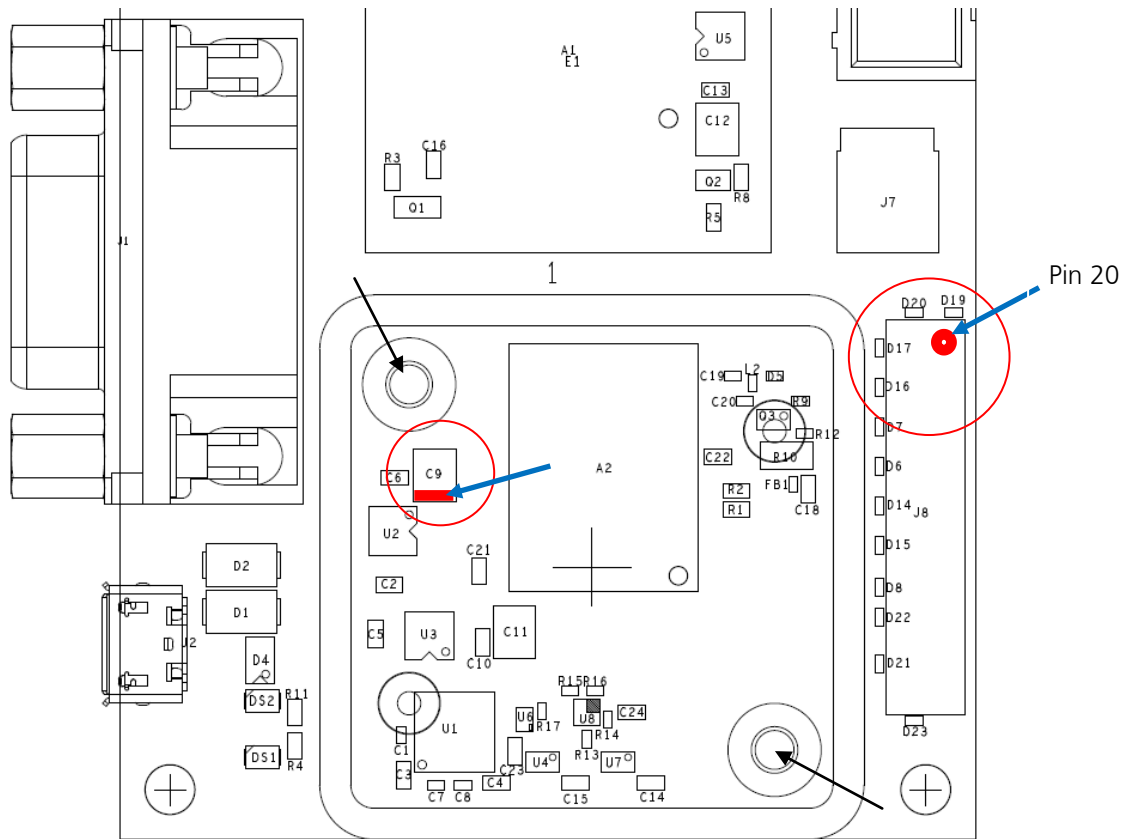 U5
A1
E1
C13
C12
C16
R3
Q2
R8
Q1
R5
J7
J1
1
Pin 20
D20 D19
D17
L2
C19 D5
D16
C20 R9
Q3
D7
R12
C22 R10
D6
A2
C9
C6
FB1
R2
R1
C18
D14
J8
U2
D15
C21
D2
C2
D8
D1
D22
C5
U3
C11
J2
D4
C10
D21
R15 R16
R11
DS2
C24
U6
U8
R17
R14
U1
D23
C1
R13
DS1
C23
U4
U7
R4
C3
C4
C7 C8
C15
C14